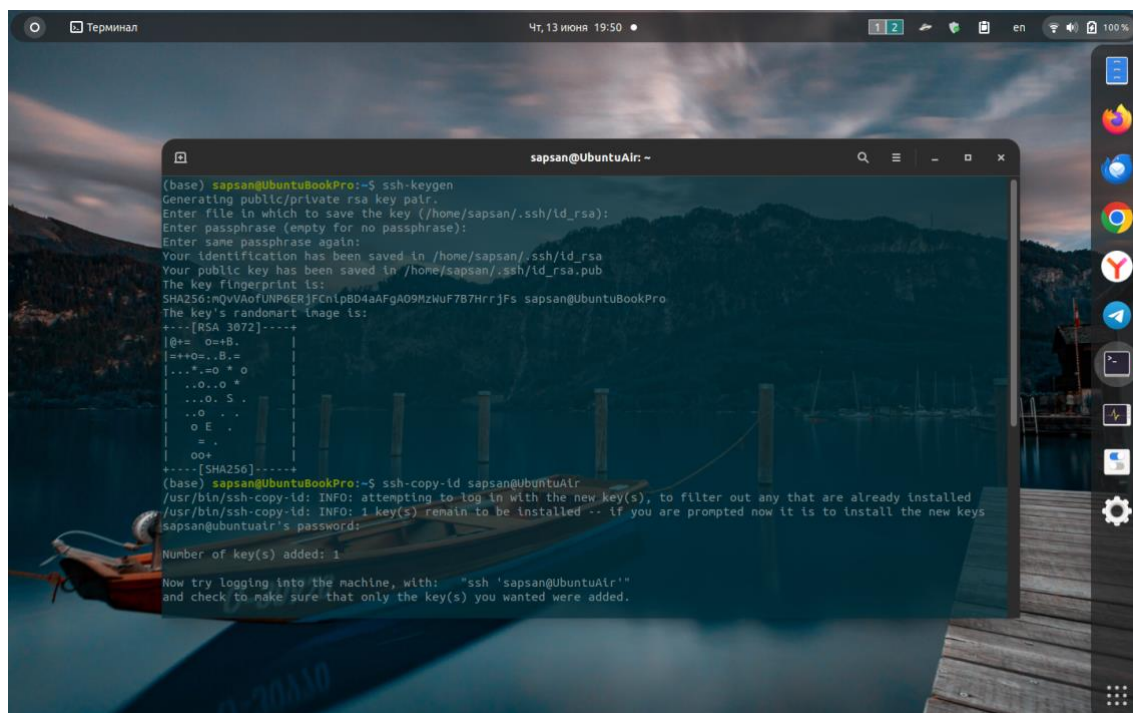 Терминал
Чт, 13 июня 19:50
1 2
en
100 %
sapsan@UbuntuAir: ~
(base) sapsan@UbuntuBookPro:~$ ssh-keygen
Generating public/private rsa key pair.
Enter file in which to save the key (/home/sapsan/.ssh/id_rsa):
Enter passphrase (empty for no passphrase):
Enter same passphrase again:
Your identification has been saved in /home/sapsan/.ssh/id_rsa
Your public key has been saved in /home/sapsan/.ssh/id_rsa.pub
The key fingerprint is:
SHA256:mQvVAofUNP6ERjFCnipBD4aAFgAO9MzWuF7B7HrrjFs sapsan@UbuntuBookPro
The key's randomart image is:
+---[RSA 3072]----+
|@+=  o=+B.       |
|=++o=..B.=       |
|...*.=o * o      |
|  ..o..o *       |
|  ...o. S .      |
|  ..o  . .       |
|   o E  .        |
|    = .          |
|   oo+           |
+----[SHA256]-----+
(base) sapsan@UbuntuBookPro:~$ ssh-copy-id sapsan@UbuntuAir
/usr/bin/ssh-copy-id: INFO: attempting to log in with the new key(s), to filter out any that are already installed
/usr/bin/ssh-copy-id: INFO: 1 key(s) remain to be installed -- if you are prompted now it is to install the new keys
sapsan@ubuntuair's password:
Number of key(s) added: 1
Now try logging into the machine, with:   "ssh 'sapsan@UbuntuAir'"
and check to make sure that only the key(s) you wanted were added.